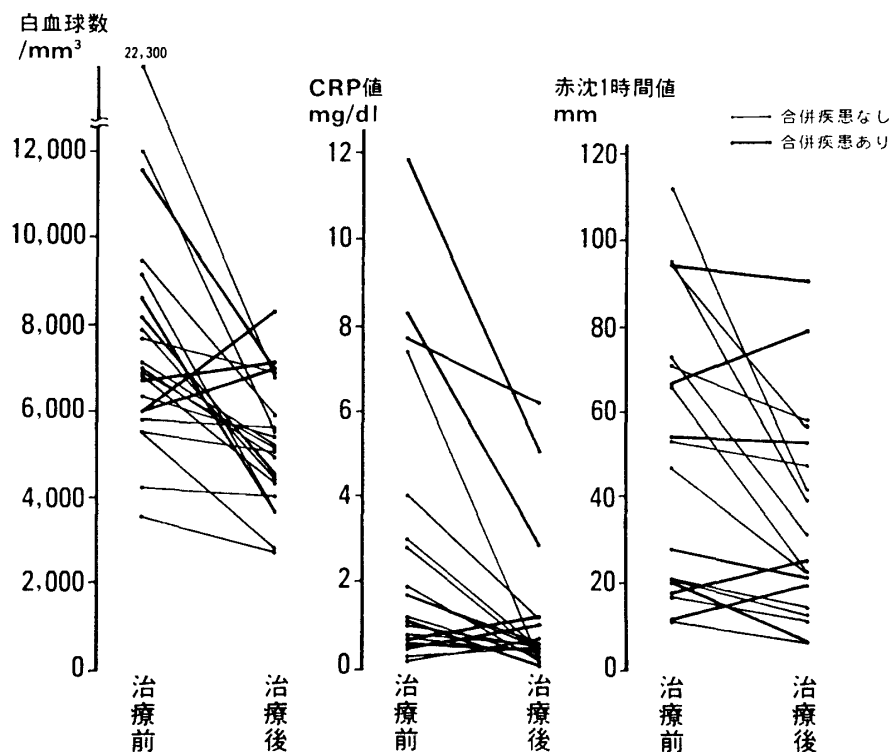 白血球数
/mm³
22,300
12,000
10,000
8,000
6,000
4,000
2,000
0
治療前
治療後
CRP値
mg/dl
12
10
8
6
4
2
0
治療前
治療後
赤沈1時間値
mm
120
100
80
60
40
20
0
治療前
治療後
合併疾患なし
合併疾患あり